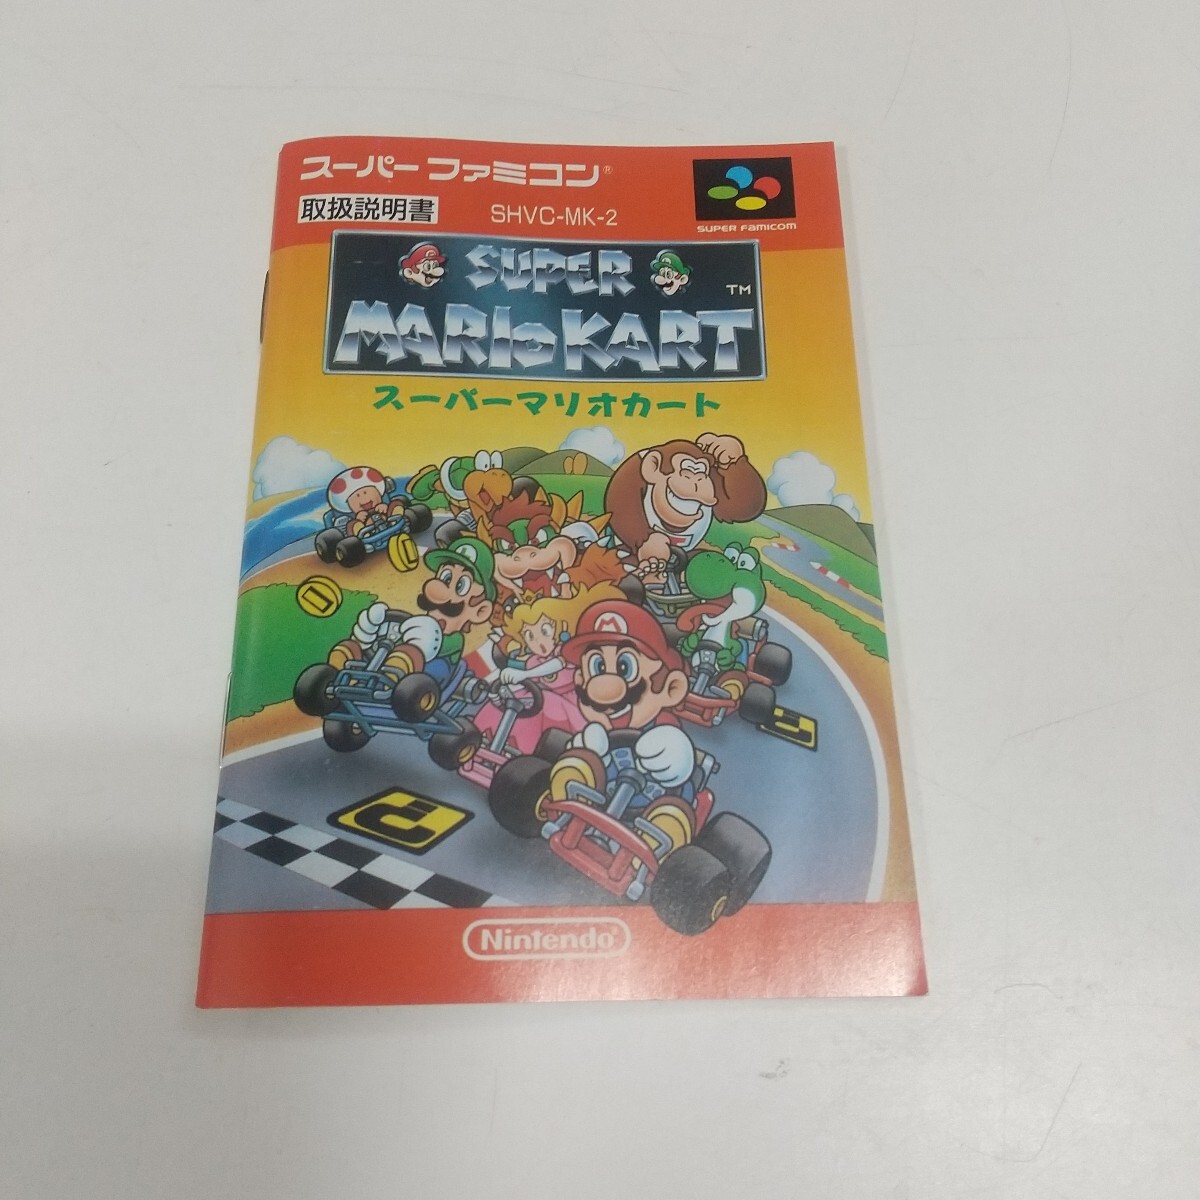 スーパーファミコン®
取扱説明書 SHVC-MK-2
SUPER FAMICOM
SUPER
MARIO KART TM
スーパーマリオカート
M
Nintendo®